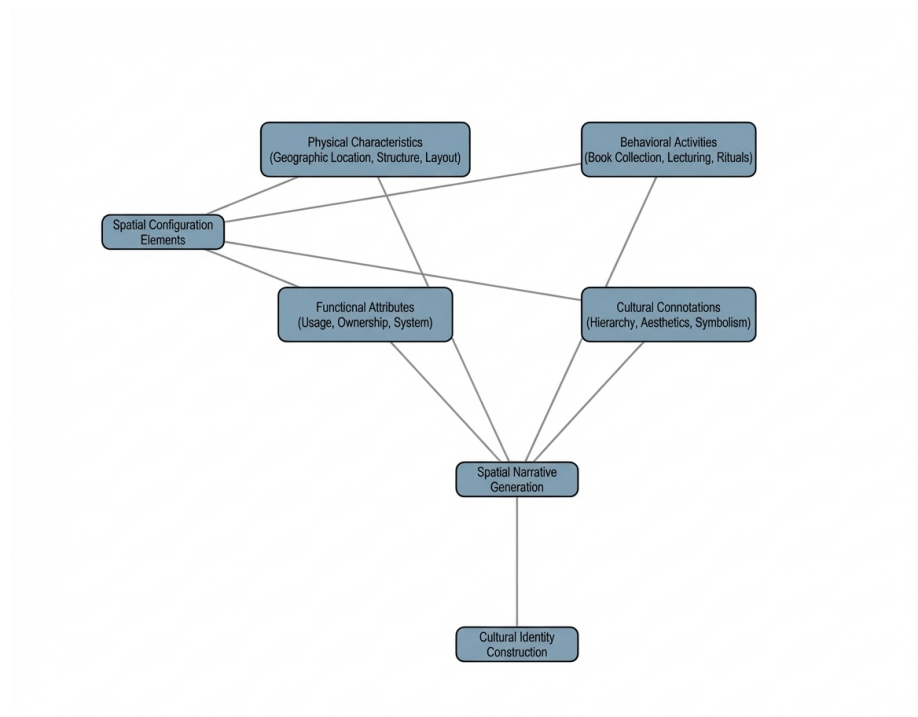 Physical Characteristics
(Geographic Location, Structure, Layout)
Behavioral Activities
(Book Collection, Lecturing, Rituals)
Spatial Configuration
Elements
Functional Attributes
(Usage, Ownership, System)
Cultural Connotations
(Hierarchy, Aesthetics, Symbolism)
Spatial Narrative
Generation
Cultural Identity
Construction